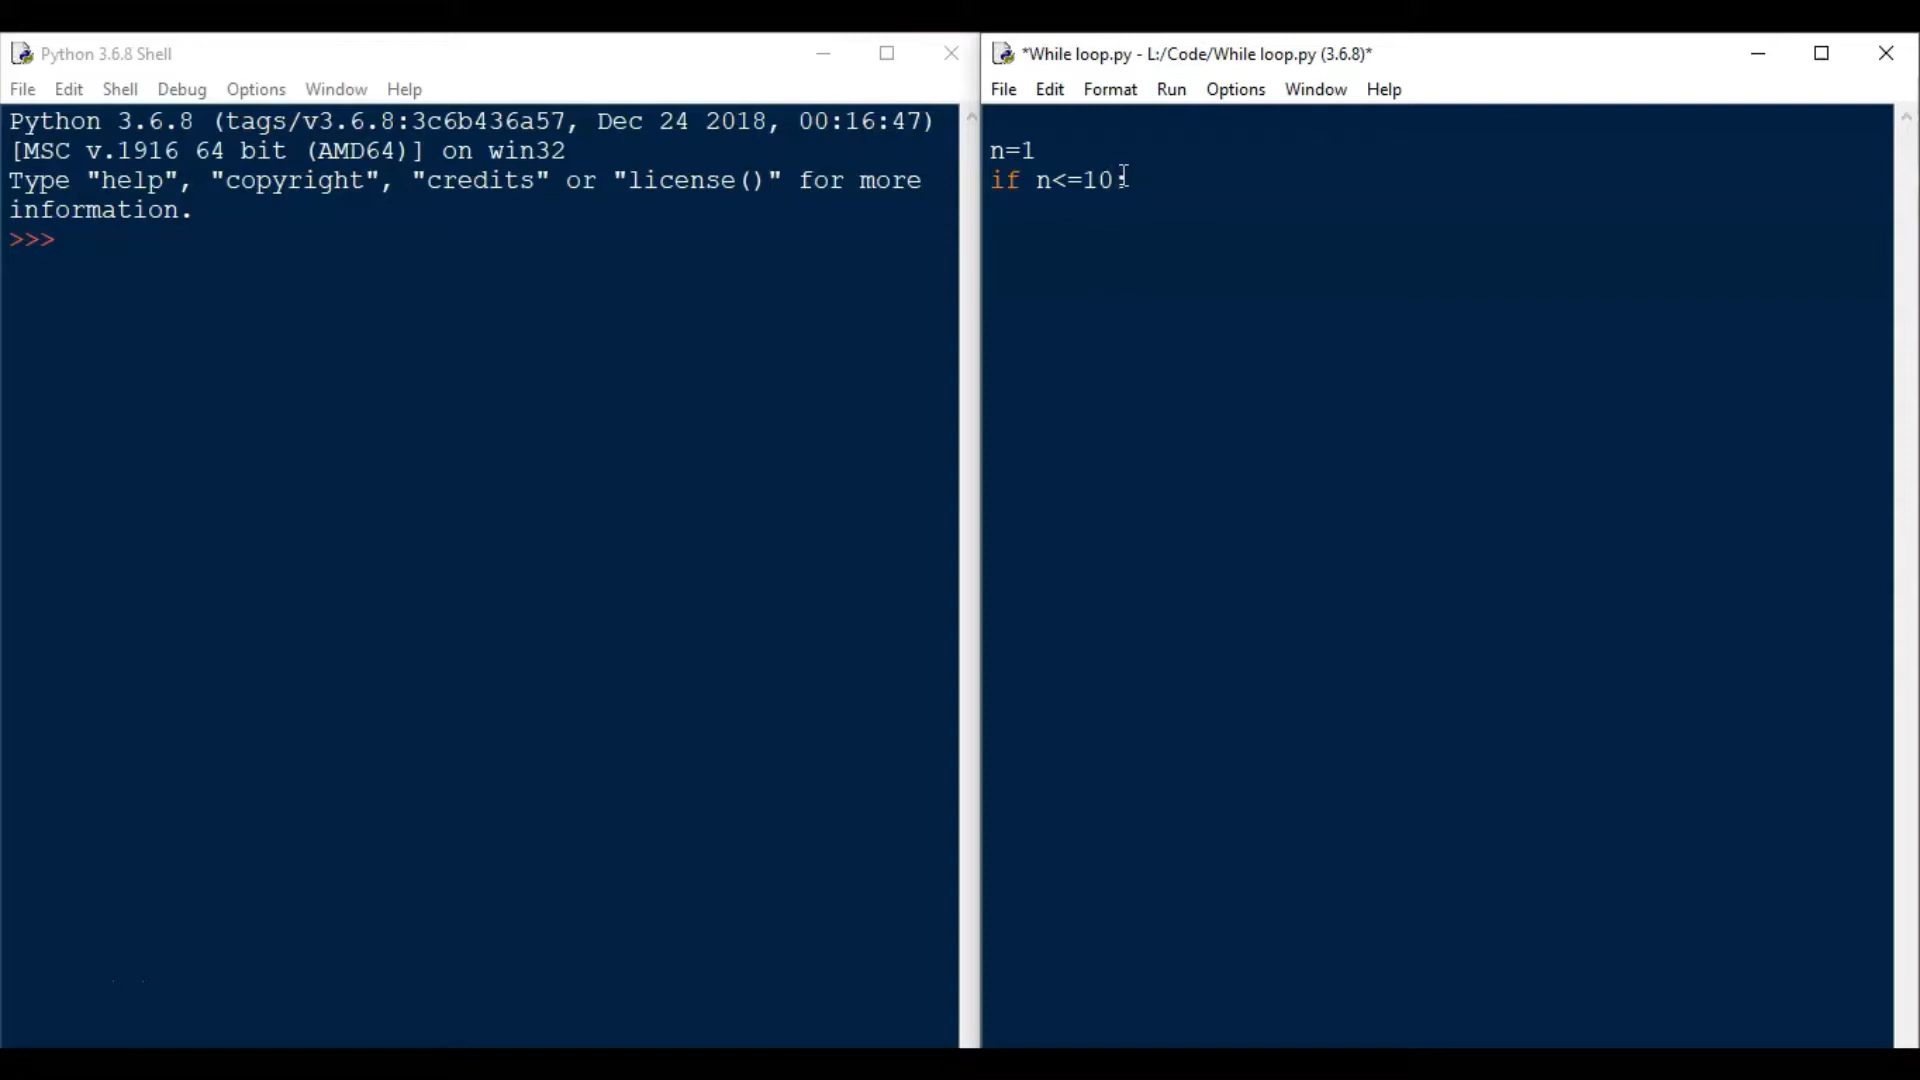 Python 3.6.8 Shell
File Edit Shell Debug Options Window Help
Python 3.6.8 (tags/v3.6.8:3c6b436a57, Dec 24 2018, 00:16:47)
[MSC v.1916 64 bit (AMD64)] on win32
Type "help", "copyright", "credits" or "license()" for more
information.
>>>
*While loop.py - L:/Code/While loop.py (3.6.8)*
File Edit Format Run Options Window Help
n=1
if n<=10: